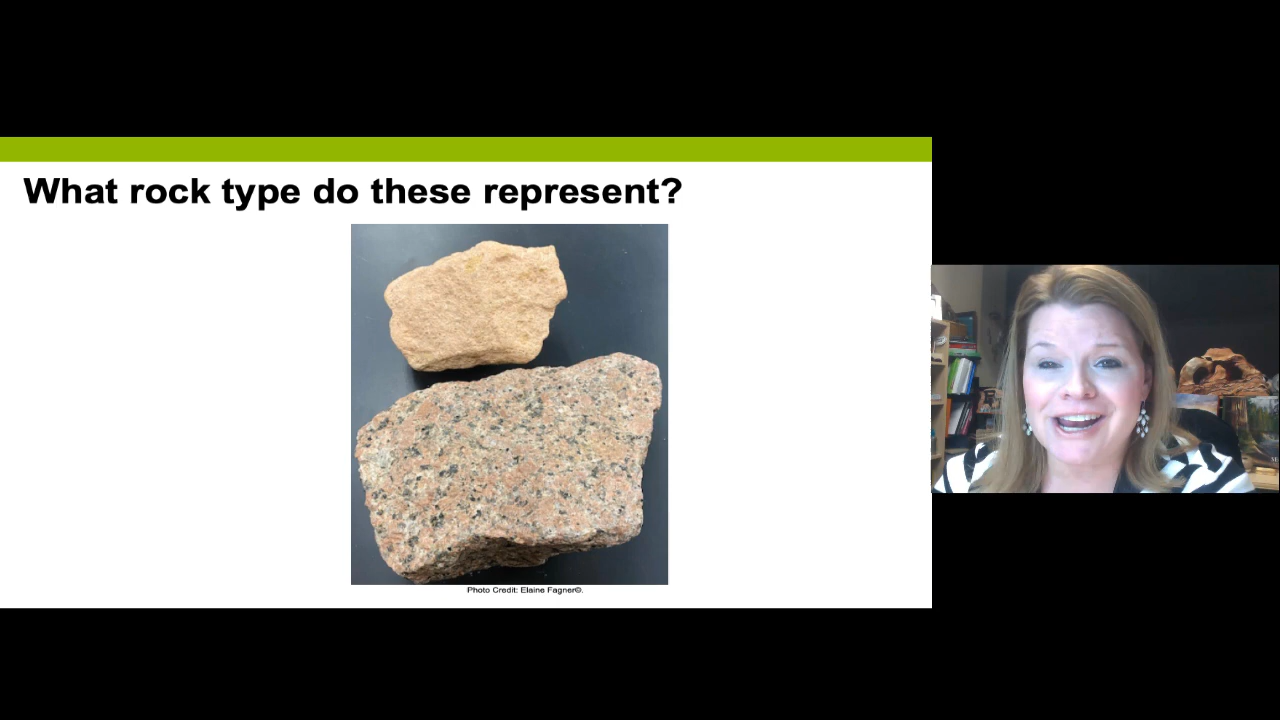 What rock type do these represent?
Photo Credit: Elaine Fagner©.